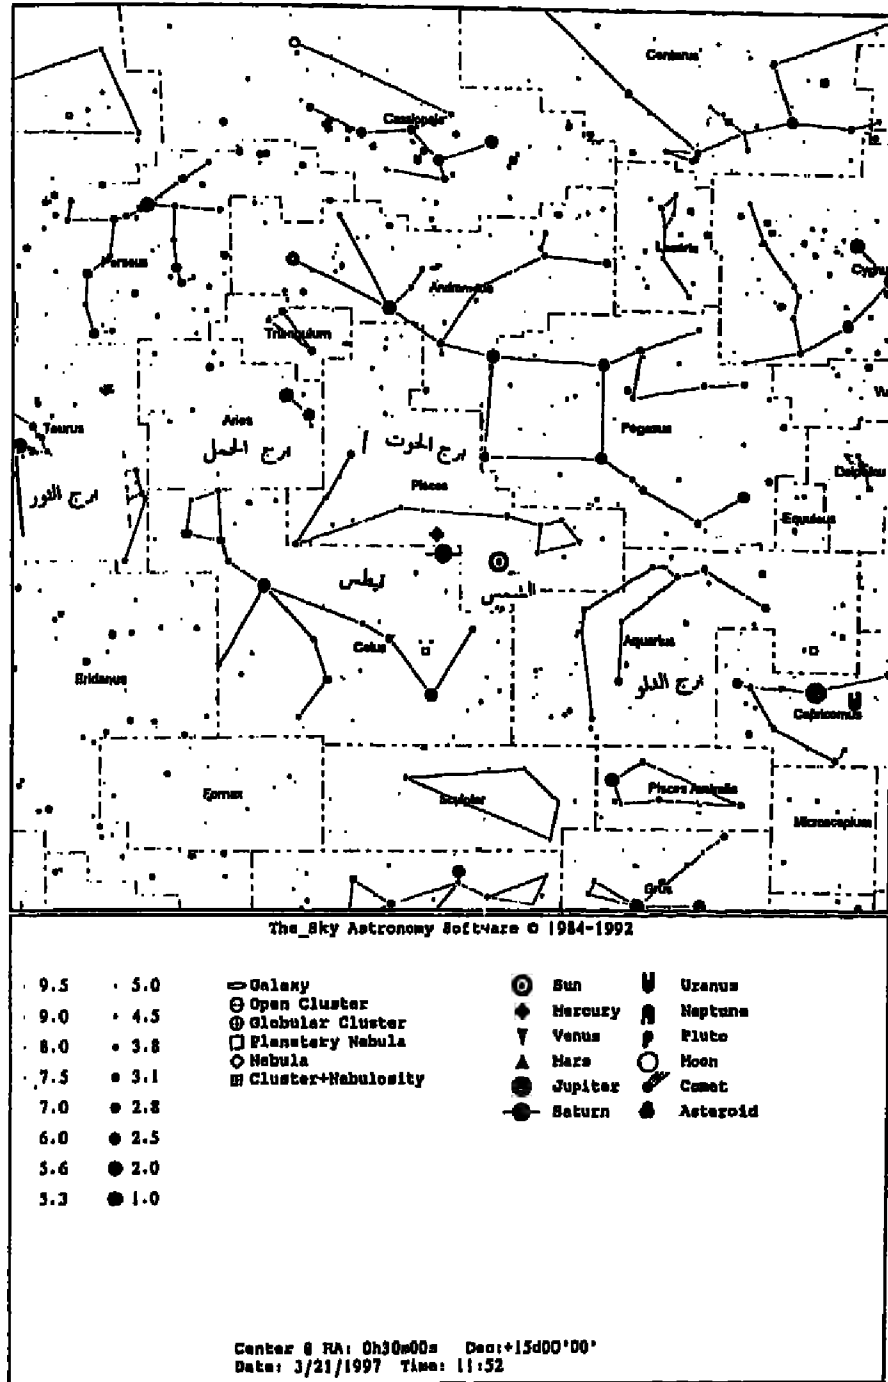 Centarus
Cassiopeia
Lacerta
Perseus
Andromeda
Cygnus
Triangulum
Taurus
Aries
Pegasus
برج الثور
برج الحمل
برج الحوت
Pisces
Delphinus
Equuleus
قيطس
الشمس
Cetus
Aquarius
برج الدلو
Eridanus
Capricornus
Fornax
Sculptor
Pisces Australis
Microscopium
Grus
The_Sky Astronomy Software © 1984-1992
9.5 5.0 Galaxy Sun Uranus
9.0 4.5 Open Cluster Mercury Neptune
8.0 3.8 Globular Cluster Venus Pluto
7.5 3.1 Planetary Nebula Mars Moon
7.0 2.8 Nebula Jupiter Comet
6.0 2.5 Cluster+Nebulosity Saturn Asteroid
5.6 2.0
5.3 1.0
Center @ RA: 0h30m00s Dec:+15d00'00"
Date: 3/21/1997 Time: 11:52